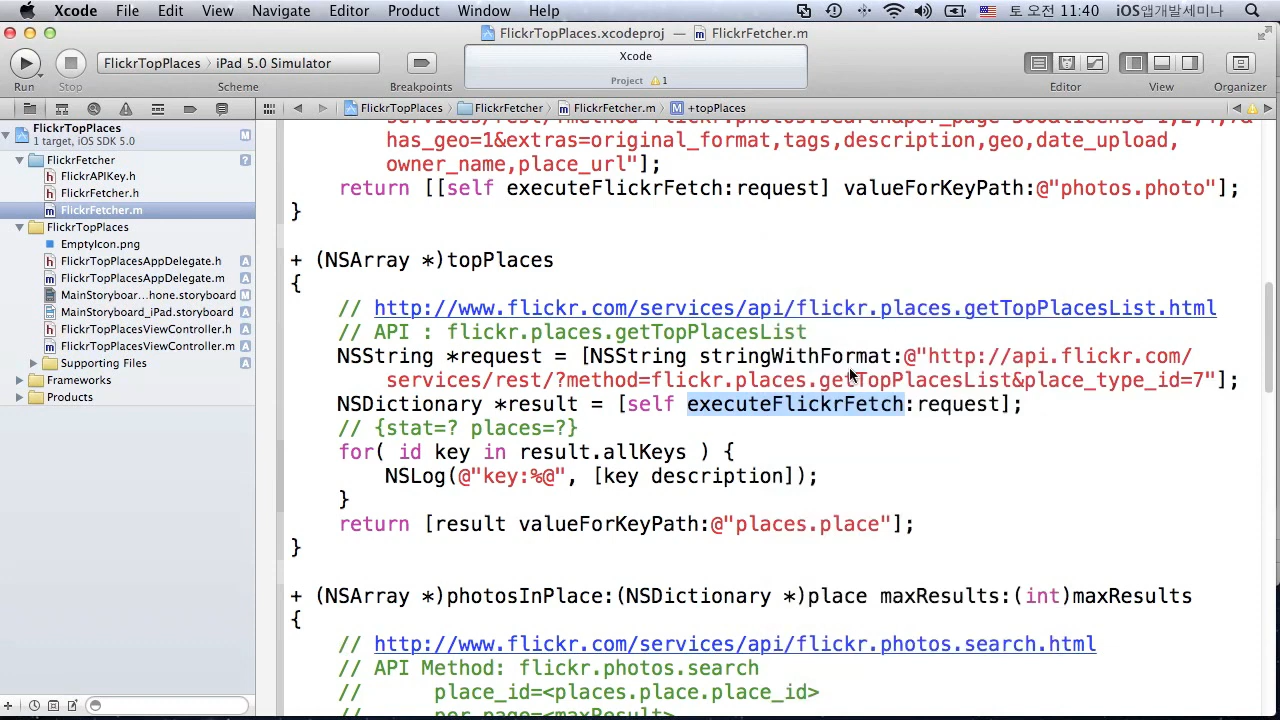 Xcode File Edit View Navigate Editor Product Window Help 토 오전 11:40 iOS앱개발세미나
FlickrTopPlaces.xcodeproj — FlickrFetcher.m
Run Stop FlickrTopPlaces iPad 5.0 Simulator
Scheme Breakpoints
Xcode
Project 1
Editor View Organizer
FlickrTopPlaces FlickrFetcher FlickrFetcher.m +topPlaces
FlickrTopPlaces M
1 target, iOS SDK 5.0
FlickrFetcher ?
FlickrAPIKey.h
FlickrFetcher.h
FlickrFetcher.m
FlickrTopPlaces
EmptyIcon.png
FlickrTopPlacesAppDelegate.h A
FlickrTopPlacesAppDelegate.m A
MainStoryboar...hone.storyboard M
MainStoryboard_iPad.storyboard A
FlickrTopPlacesViewController.h A
FlickrTopPlacesViewController.m A
Supporting Files A
Frameworks
Products
has_geo=1&extras=original_format,tags,description,geo,date_upload,
owner_name,place_url"];
return [[self executeFlickrFetch:request] valueForKeyPath:@"photos.photo"];
}
+ (NSArray *)topPlaces
{
// http://www.flickr.com/services/api/flickr.places.getTopPlacesList.html
// API : flickr.places.getTopPlacesList
NSString *request = [NSString stringWithFormat:@"http://api.flickr.com/
services/rest/?method=flickr.places.getTopPlacesList&place_type_id=7"];
NSDictionary *result = [self executeFlickrFetch:request];
// {stat=? places=?}
for( id key in result.allKeys ) {
NSLog(@"key:%@", [key description]);
}
return [result valueForKeyPath:@"places.place"];
}
+ (NSArray *)photosInPlace:(NSDictionary *)place maxResults:(int)maxResults
{
// http://www.flickr.com/services/api/flickr.photos.search.html
// API Method: flickr.photos.search
// place_id=<places.place.place_id>
// per_page=<maxResult>